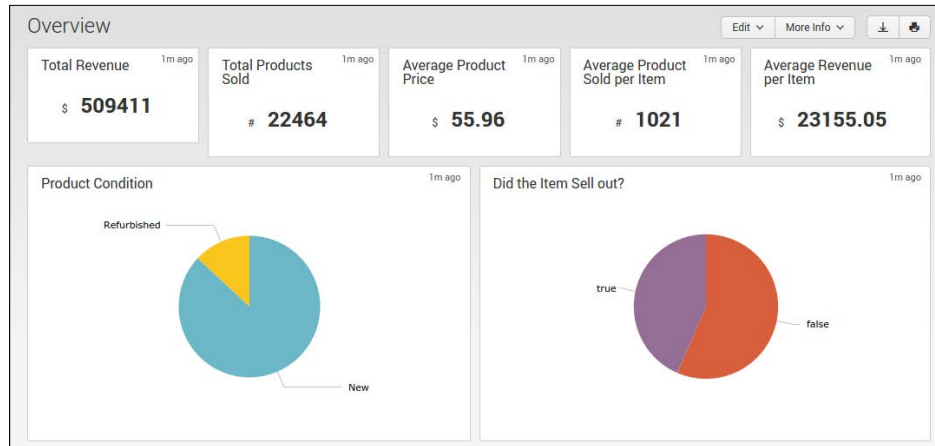 Overview
Edit
More Info
Total Revenue
1m ago
$ 509411
Total Products
Sold
1m ago
# 22464
Average Product
Price
1m ago
$ 55.96
Average Product
Sold per Item
1m ago
# 1021
Average Revenue
per Item
1m ago
$ 23155.05
Product Condition
1m ago
Refurbished
New
Did the Item Sell out?
1m ago
true
false